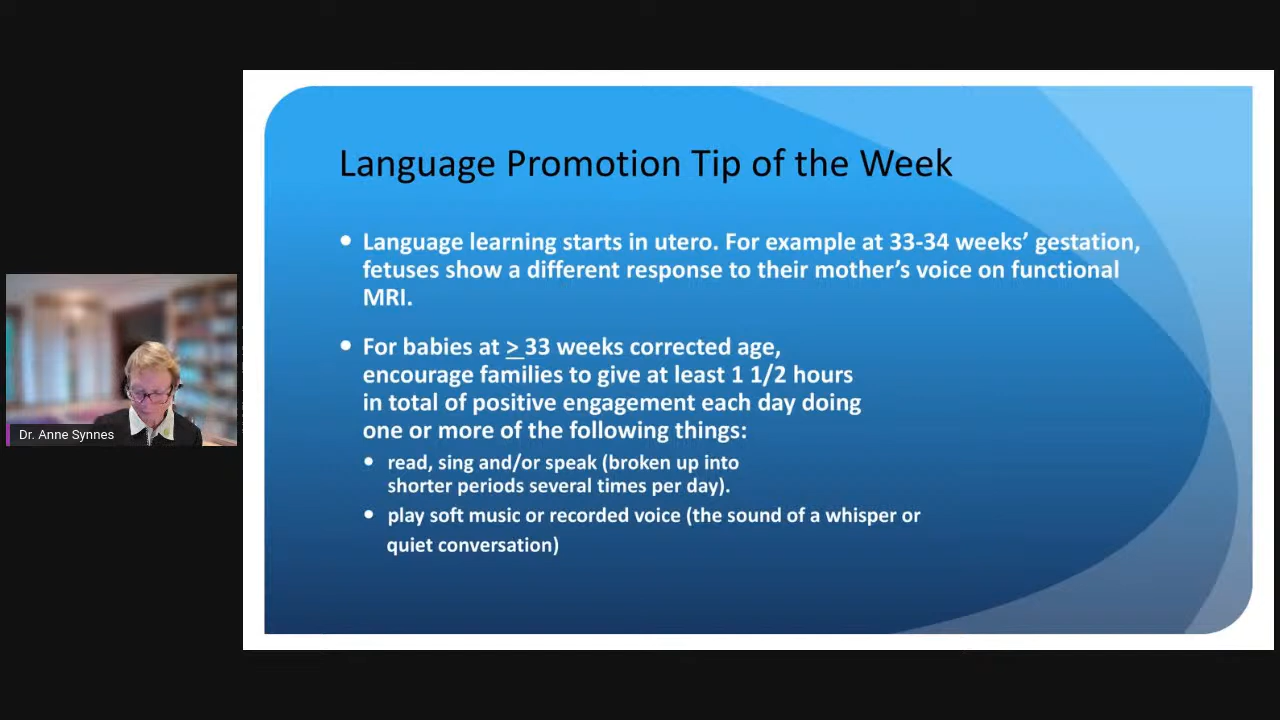 Language Promotion Tip of the Week
• Language learning starts in utero. For example at 33-34 weeks’ gestation,
fetuses show a different response to their mother’s voice on functional
MRI.
• For babies at > 33 weeks corrected age,
encourage families to give at least 1 1/2 hours
in total of positive engagement each day doing
one or more of the following things:
• read, sing and/or speak (broken up into
shorter periods several times per day).
• play soft music or recorded voice (the sound of a whisper or
quiet conversation)
Dr. Anne Synnes